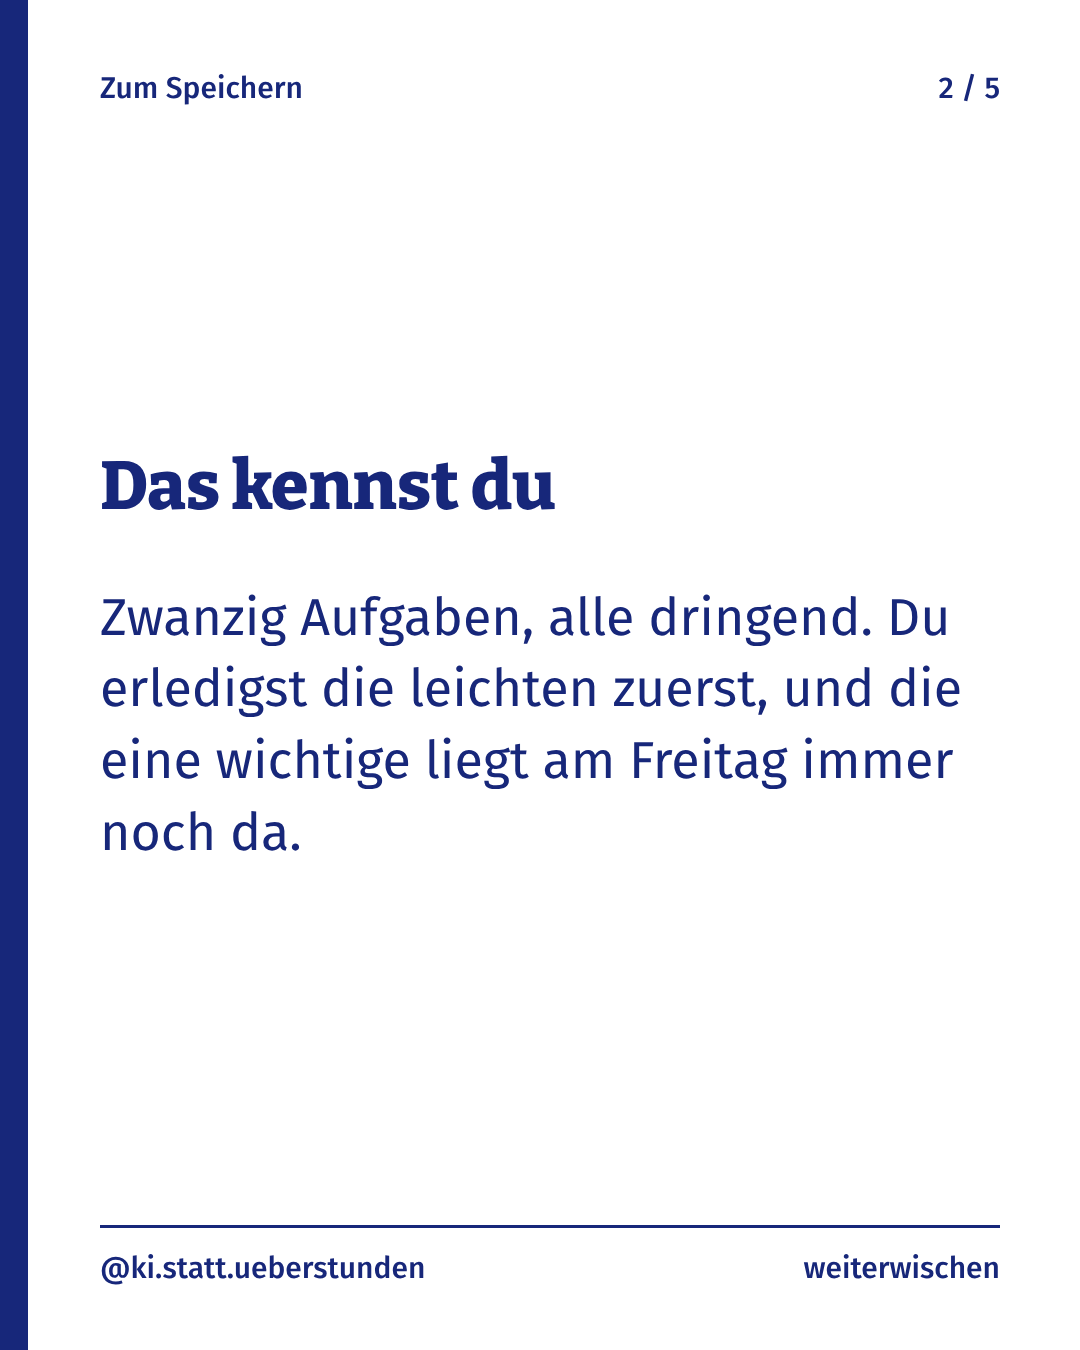 Zum Speichern
2 / 5
Das kennst du
Zwanzig Aufgaben, alle dringend. Du
erledigst die leichten zuerst, und die
eine wichtige liegt am Freitag immer
noch da.
@ki.statt.ueberstunden
weiterwischen